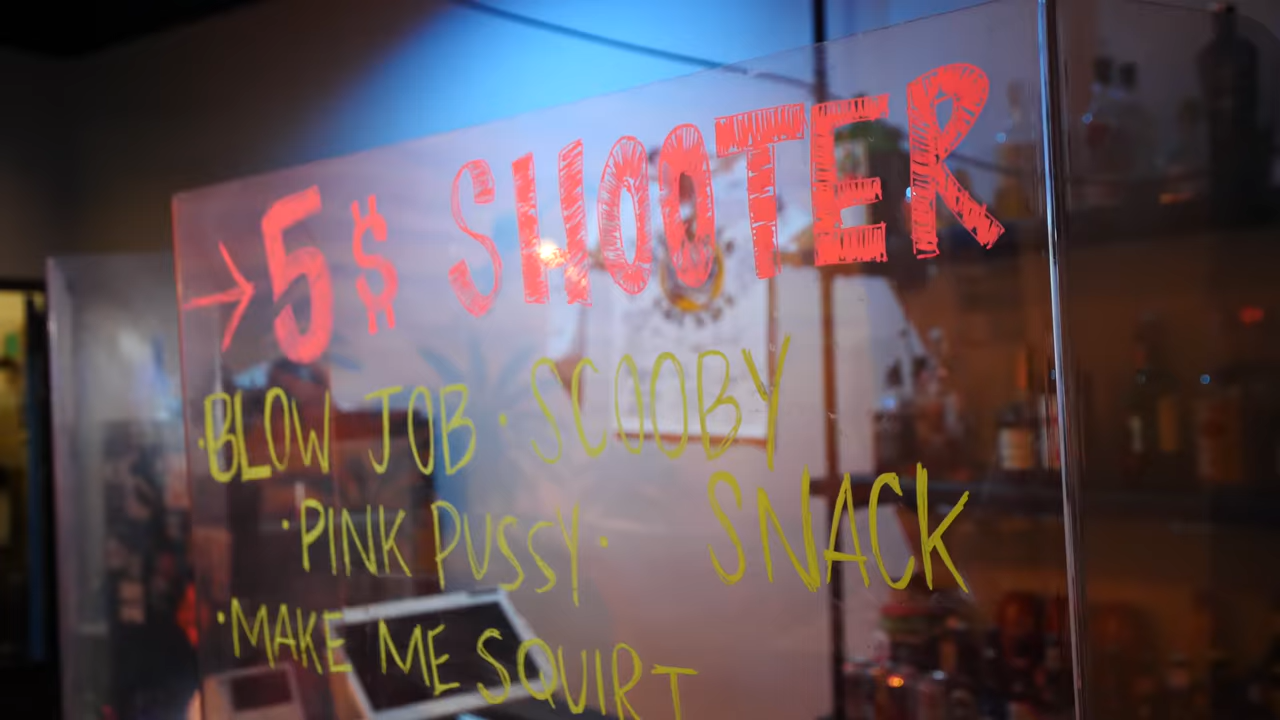 → 5$ SHOOTER
· BLOW JOB · SCOOBY SNACK
· PINK PUSSY ·
· MAKE ME SQUIRT